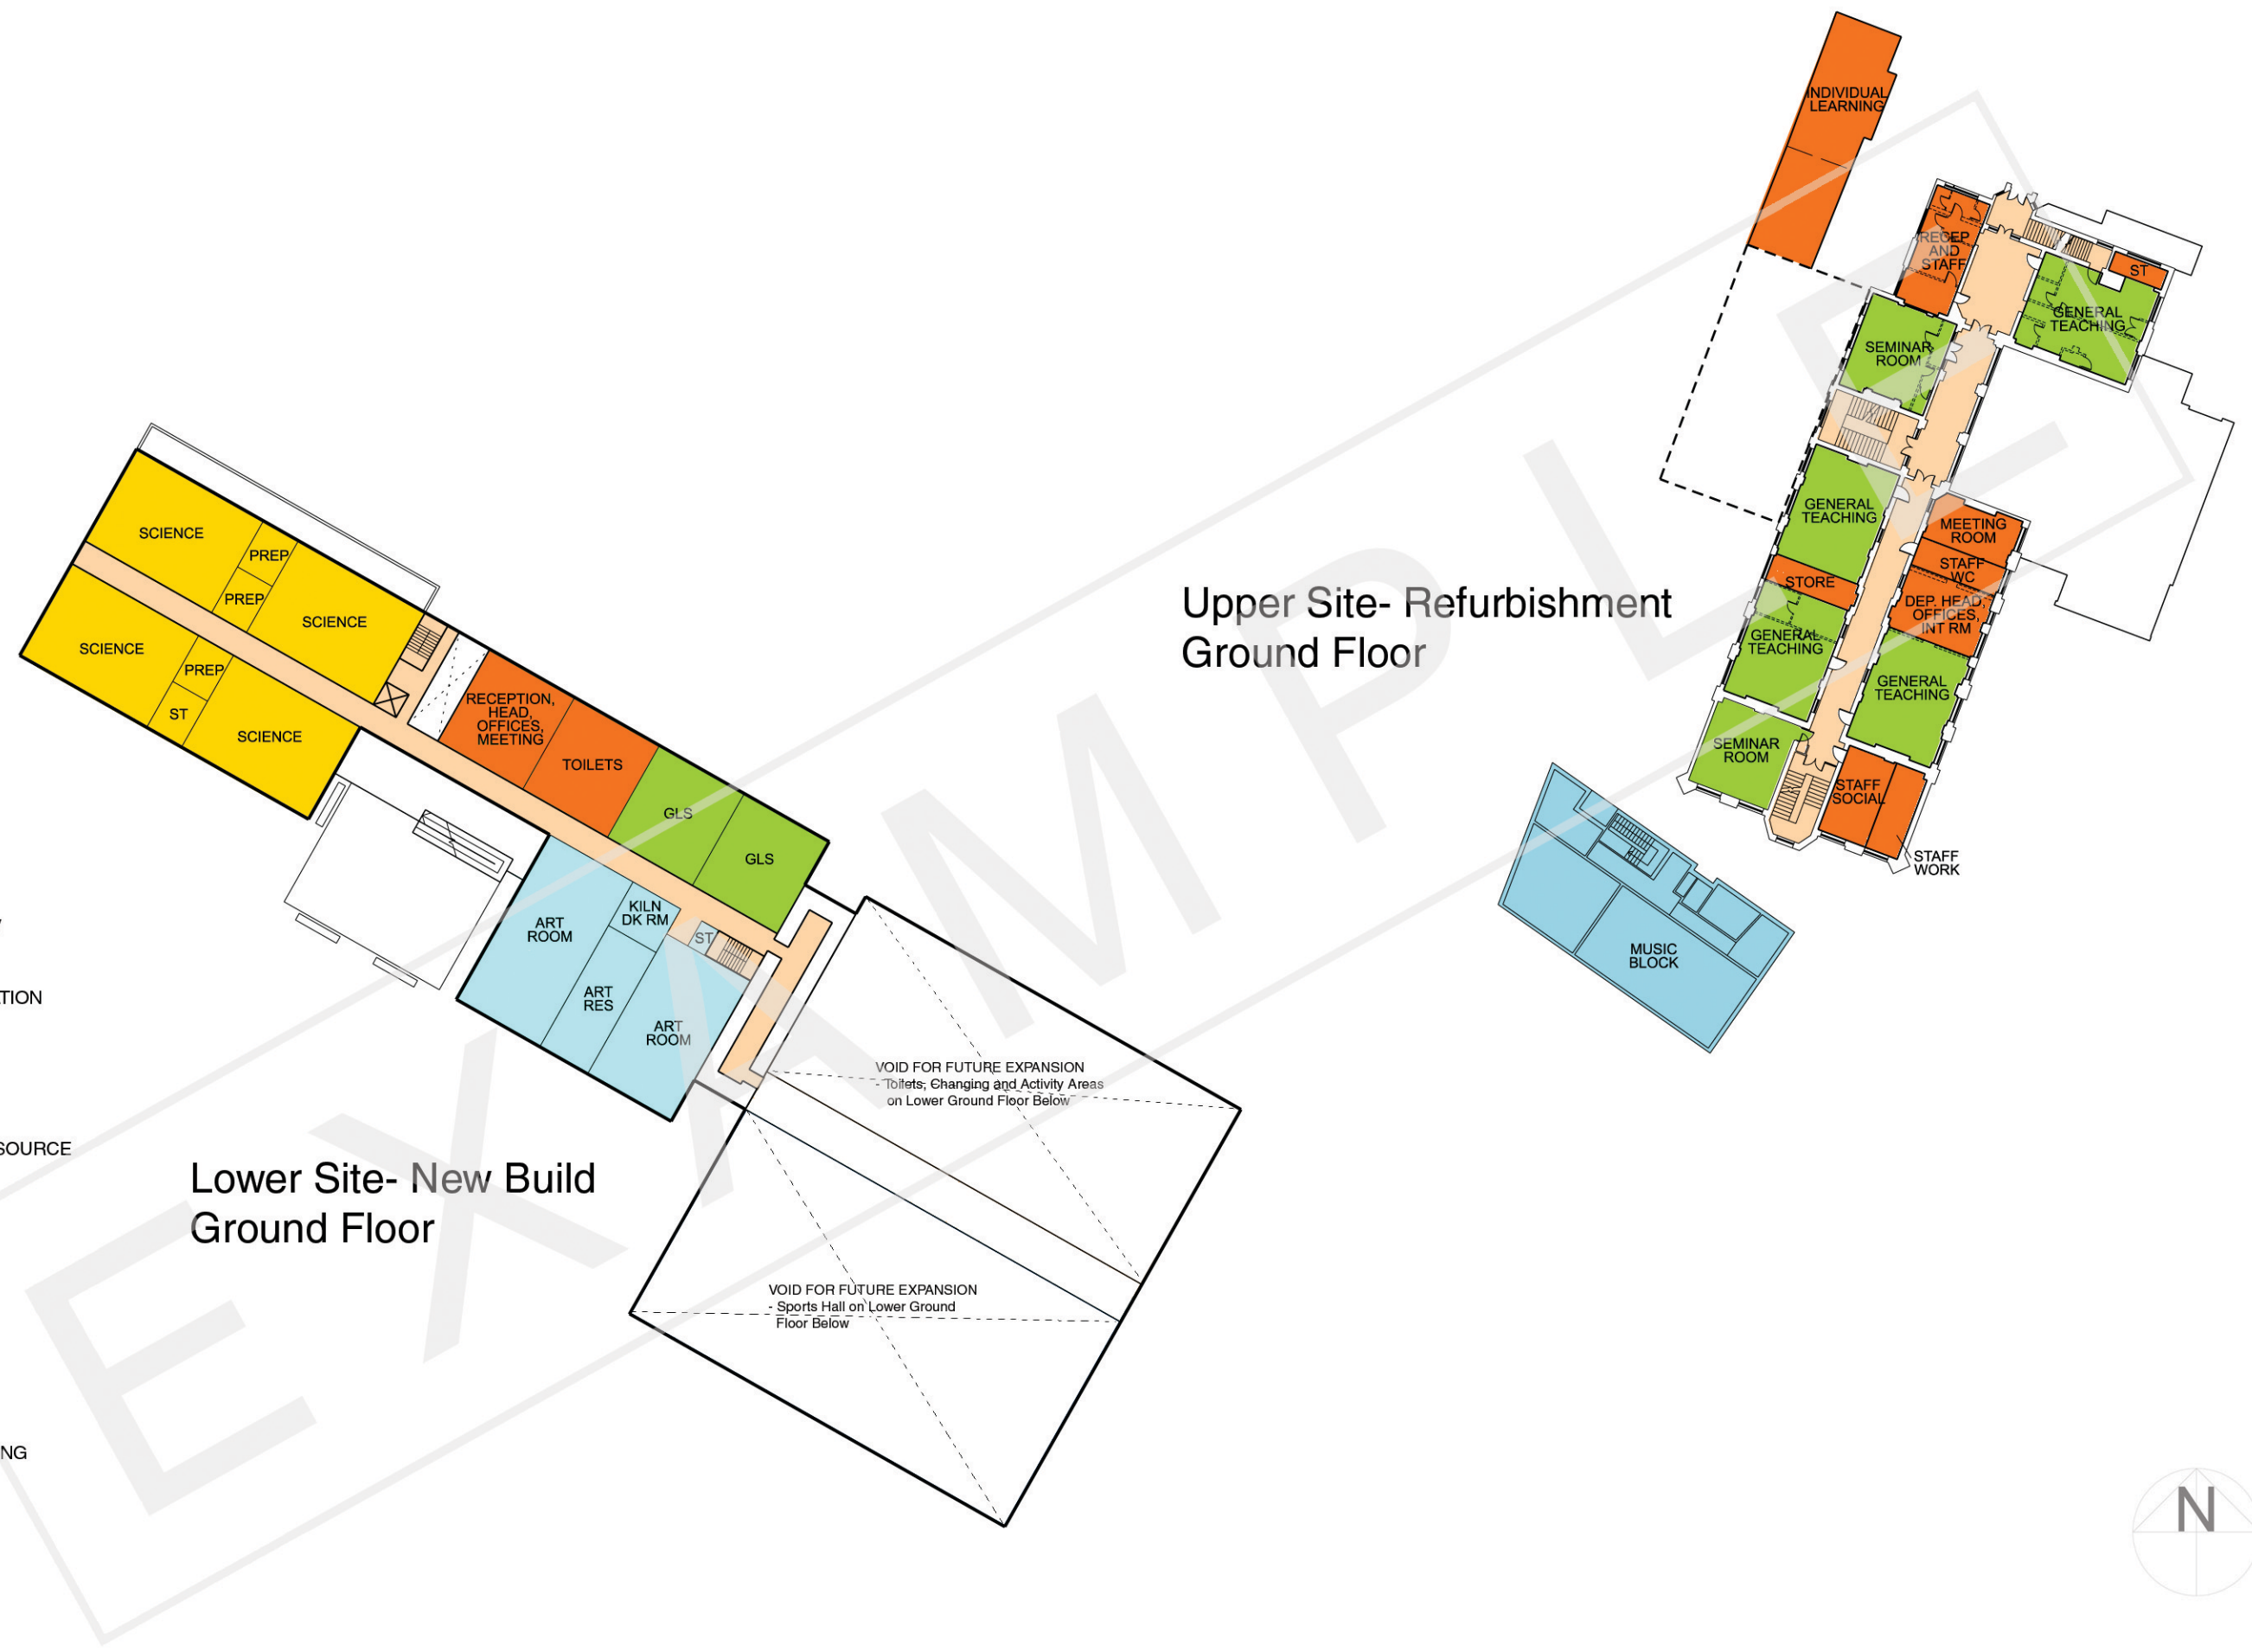 INDIVIDUAL
LEARNING
RECEP
AND
STAFF
ST
GENERAL
TEACHING
SEMINAR
ROOM
GENERAL
TEACHING
MEETING
ROOM
STAFF
WC
STORE
DEP. HEAD,
OFFICES,
INT RM
GENERAL
TEACHING
GENERAL
TEACHING
SEMINAR
ROOM
STAFF
SOCIAL
STAFF
WORK
MUSIC
BLOCK
Upper Site- Refurbishment
Ground Floor
SCIENCE
PREP
PREP
SCIENCE
SCIENCE
PREP
ST
SCIENCE
RECEPTION,
HEAD,
OFFICES,
MEETING
TOILETS
GLS
GLS
ART
ROOM
KILN
DK RM
ST
ART
RES
ART
ROOM
VOID FOR FUTURE EXPANSION
- Toilets, Changing and Activity Areas
on Lower Ground Floor Below
VOID FOR FUTURE EXPANSION
- Sports Hall on Lower Ground
Floor Below
Lower Site- New Build
Ground Floor
TION
SOURCE
NG
EXAMPLE
N